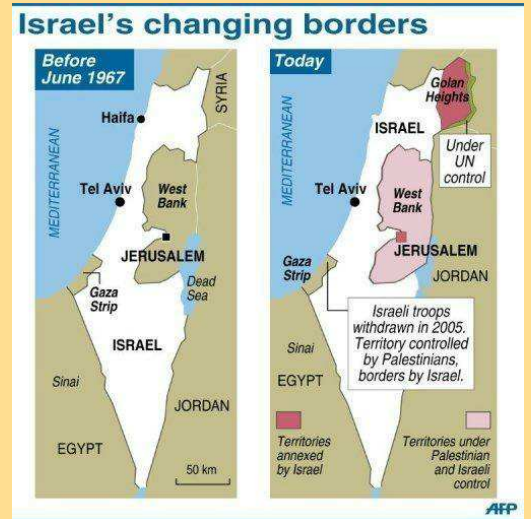 Israel's changing borders
Before
June 1967
SYRIA
Haifa
MEDITERRANEAN
Tel Aviv
West
Bank
JERUSALEM
Dead
Sea
Gaza
Strip
ISRAEL
Sinai
JORDAN
EGYPT
50 km
Today
Golan
Heights
ISRAEL
Under
UN
control
MEDITERRANEAN
Tel Aviv
West
Bank
JERUSALEM
Gaza
Strip
JORDAN
Israeli troops
withdrawn in 2005.
Territory controlled
by Palestinians,
borders by Israel.
Sinai
EGYPT
Territories
annexed
by Israel
Territories under
Palestinian
and Israeli
control
AFP